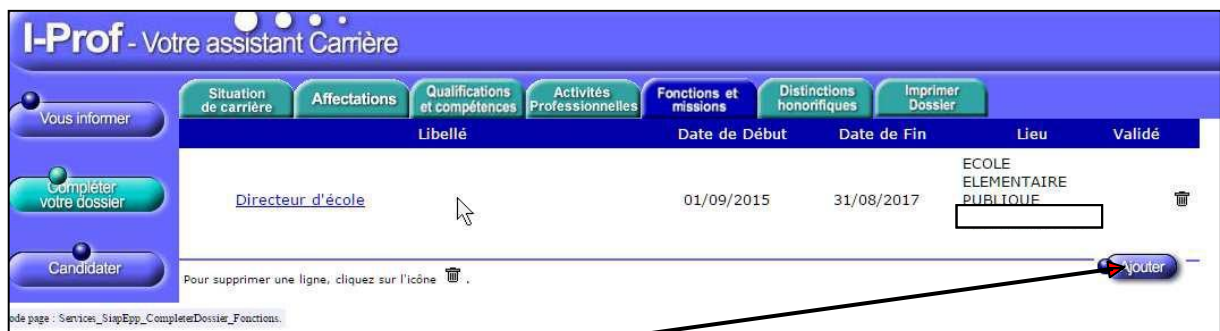 I-Prof - Votre assistant Carrière
Situation de carrière
Affectations
Qualifications et compétences
Activités Professionnelles
Fonctions et missions
Distinctions honorifiques
Imprimer Dossier
Vous informer
Compléter votre dossier
Candidater
Libellé Date de Début Date de Fin Lieu Validé
Directeur d'école 01/09/2015 31/08/2017 ECOLE ELEMENTAIRE PUBLIQUE
Ajouter
Pour supprimer une ligne, cliquez sur l'icône .
ode page : Services_SiapEpp_CompleterDossier_Fonctions.